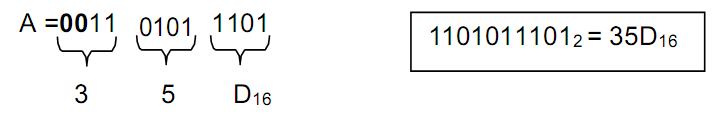 A =0011 0101 1101
3 5 D₁₆
1101011101₂ = 35D₁₆